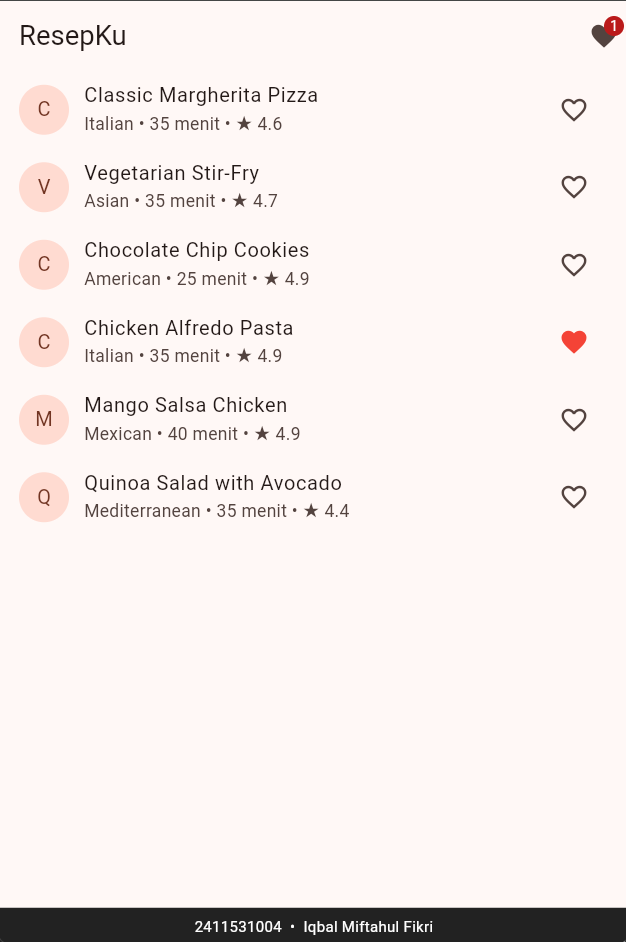 ResepKu
1
C
Classic Margherita Pizza
Italian • 35 menit • ★ 4.6
V
Vegetarian Stir-Fry
Asian • 35 menit • ★ 4.7
C
Chocolate Chip Cookies
American • 25 menit • ★ 4.9
C
Chicken Alfredo Pasta
Italian • 35 menit • ★ 4.9
M
Mango Salsa Chicken
Mexican • 40 menit • ★ 4.9
Q
Quinoa Salad with Avocado
Mediterranean • 35 menit • ★ 4.4
2411531004 • Iqbal Miftahul Fikri